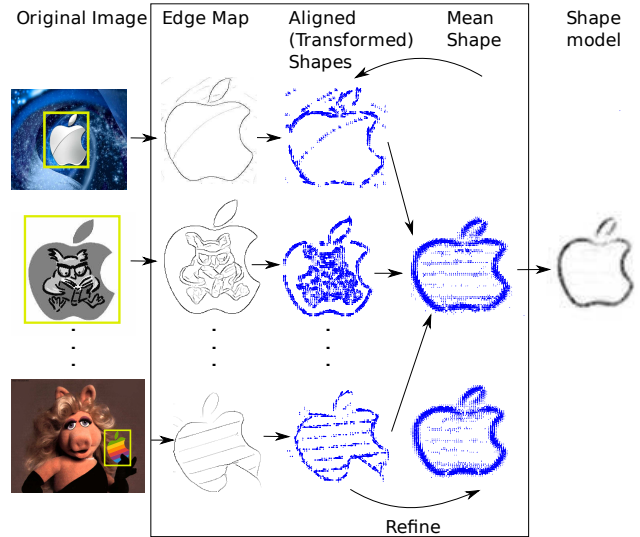 Original Image
Edge Map
Aligned
(Transformed)
Shapes
Mean
Shape
Shape
model
Refine